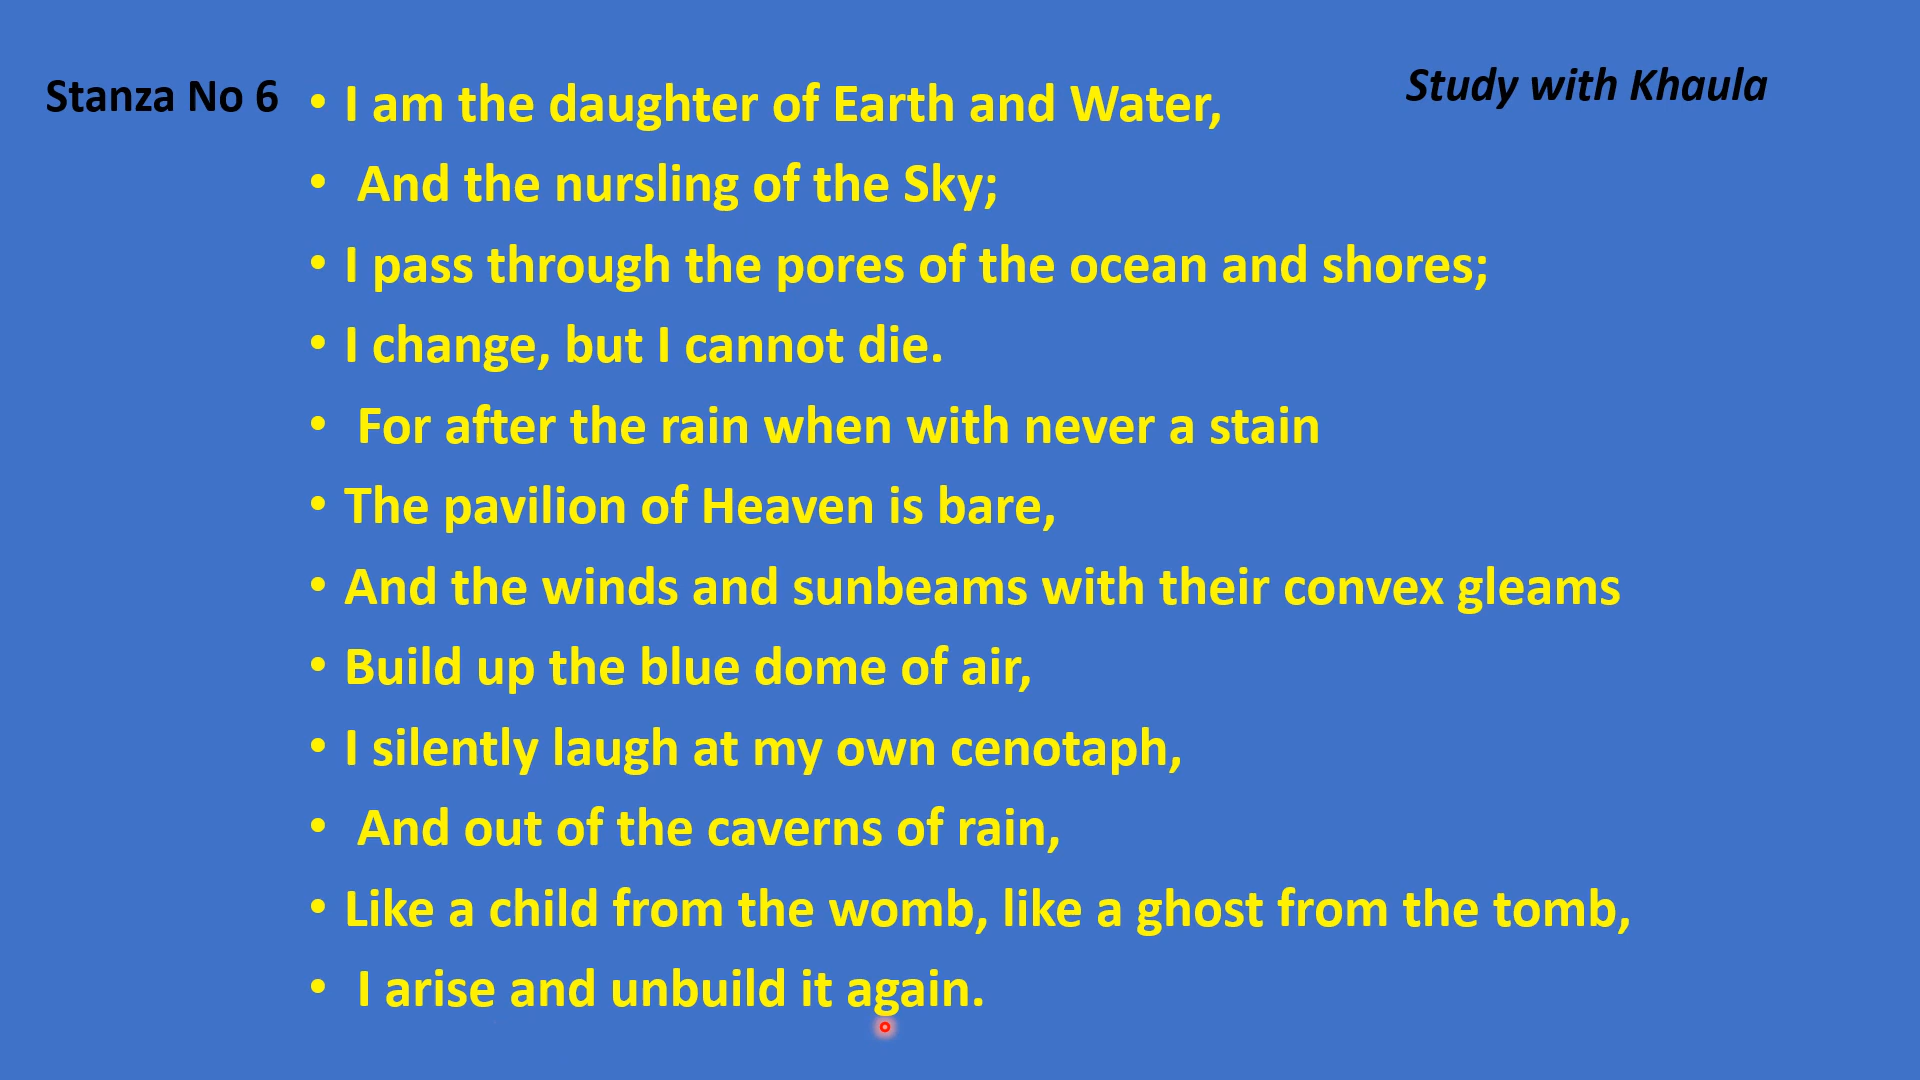 Stanza No 6
Study with Khaula
• I am the daughter of Earth and Water,
• And the nursling of the Sky;
• I pass through the pores of the ocean and shores;
• I change, but I cannot die.
• For after the rain when with never a stain
• The pavilion of Heaven is bare,
• And the winds and sunbeams with their convex gleams
• Build up the blue dome of air,
• I silently laugh at my own cenotaph,
• And out of the caverns of rain,
• Like a child from the womb, like a ghost from the tomb,
• I arise and unbuild it again.